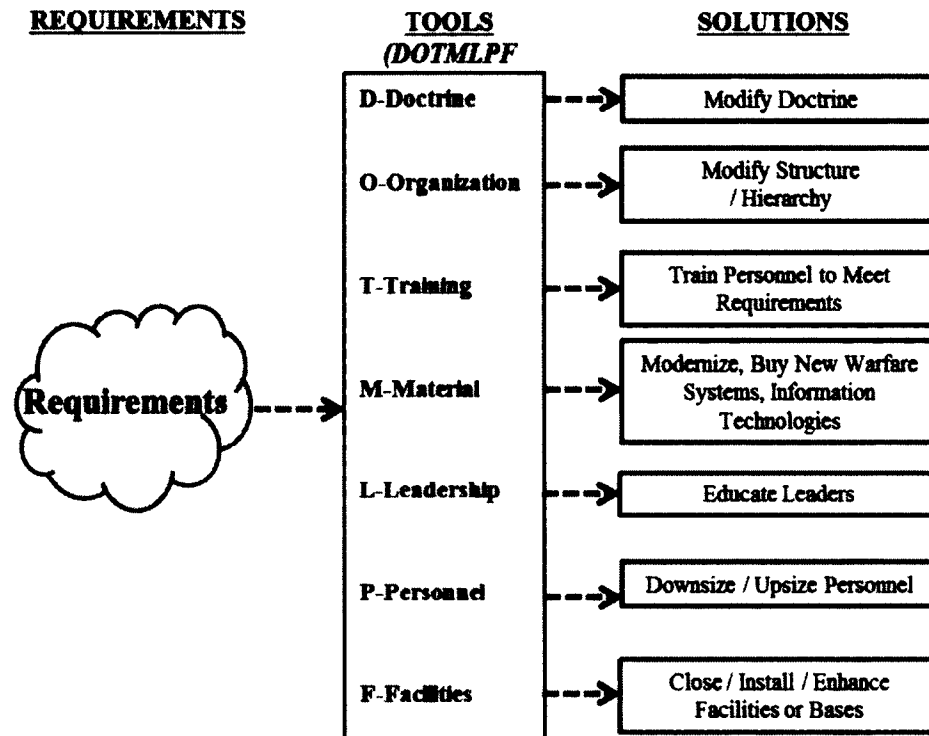 REQUIREMENTS
TOOLS
(DOTMLPF
SOLUTIONS
Requirements
D-Doctrine
O-Organization
T-Training
M-Material
L-Leadership
P-Personnel
F-Facilities
Modify Doctrine
Modify Structure
/ Hierarchy
Train Personnel to Meet
Requirements
Modernize, Buy New Warfare
Systems, Information
Technologies
Educate Leaders
Downsize / Upsize Personnel
Close / Install / Enhance
Facilities or Bases